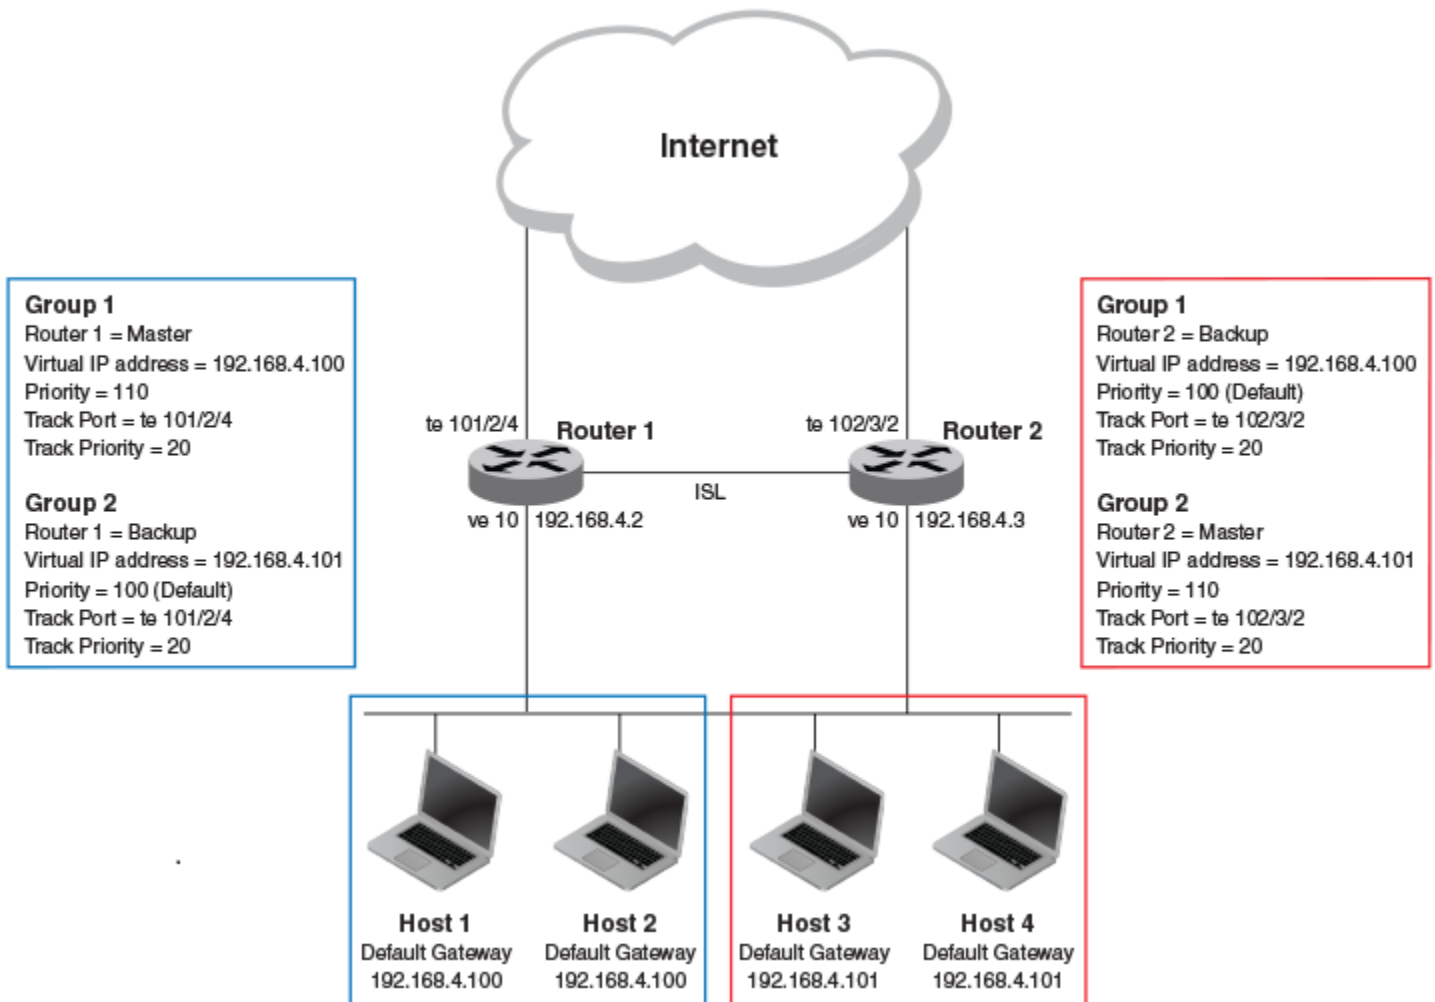 Internet
Group 1
Router 1 = Master
Virtual IP address = 192.168.4.100
Priority = 110
Track Port = te 101/2/4
Track Priority = 20
Group 2
Router 1 = Backup
Virtual IP address = 192.168.4.101
Priority = 100 (Default)
Track Port = te 101/2/4
Track Priority = 20
te 101/2/4
Router 1
te 102/3/2
Router 2
ISL
ve 10
192.168.4.2
ve 10
192.168.4.3
Group 1
Router 2 = Backup
Virtual IP address = 192.168.4.100
Priority = 100 (Default)
Track Port = te 102/3/2
Track Priority = 20
Group 2
Router 2 = Master
Virtual IP address = 192.168.4.101
Priority = 110
Track Port = te 102/3/2
Track Priority = 20
Host 1
Default Gateway
192.168.4.100
Host 2
Default Gateway
192.168.4.100
Host 3
Default Gateway
192.168.4.101
Host 4
Default Gateway
192.168.4.101